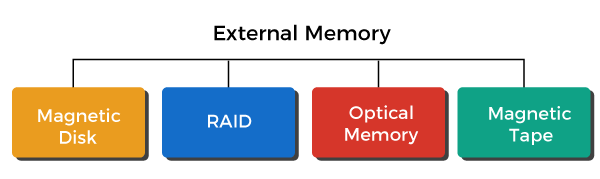 External Memory
Magnetic
Disk
RAID
Optical
Memory
Magnetic
Tape